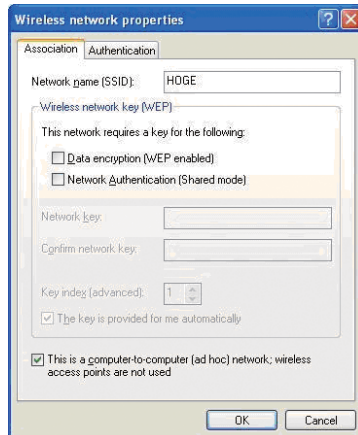 Wireless network properties
Association
Authentication
Network name (SSID):
HOGE
Wireless network key (WEP)
This network requires a key for the following:
Data encryption (WEP enabled)
Network Authentication (Shared mode)
Network key:
Confirm network key:
Key index (advanced):
1
The key is provided for me automatically
This is a computer-to-computer (ad hoc) network; wireless
access points are not used
OK
Cancel